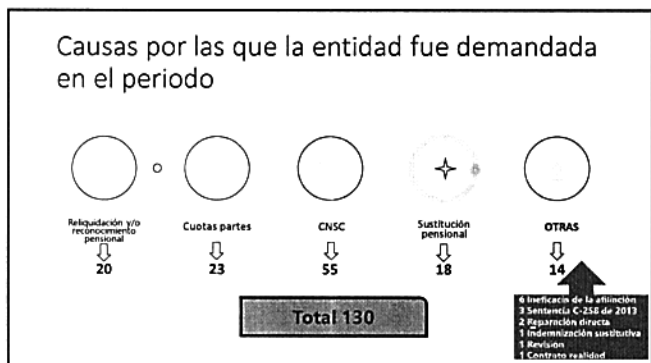 Causas por las que la entidad fue demandada
en el periodo
Reliquidación y/o
reconocimiento
pensional
Cuotas partes
CNSC
Sustitución
pensional
OTRAS
20
23
55
18
14
Total 130
6 Ineficacia de la afiliación
3 Sentencia C-258 de 2013
2 Reparación directa
1 Indemnización sustitutiva
1 Revisión
1 Contrato realidad